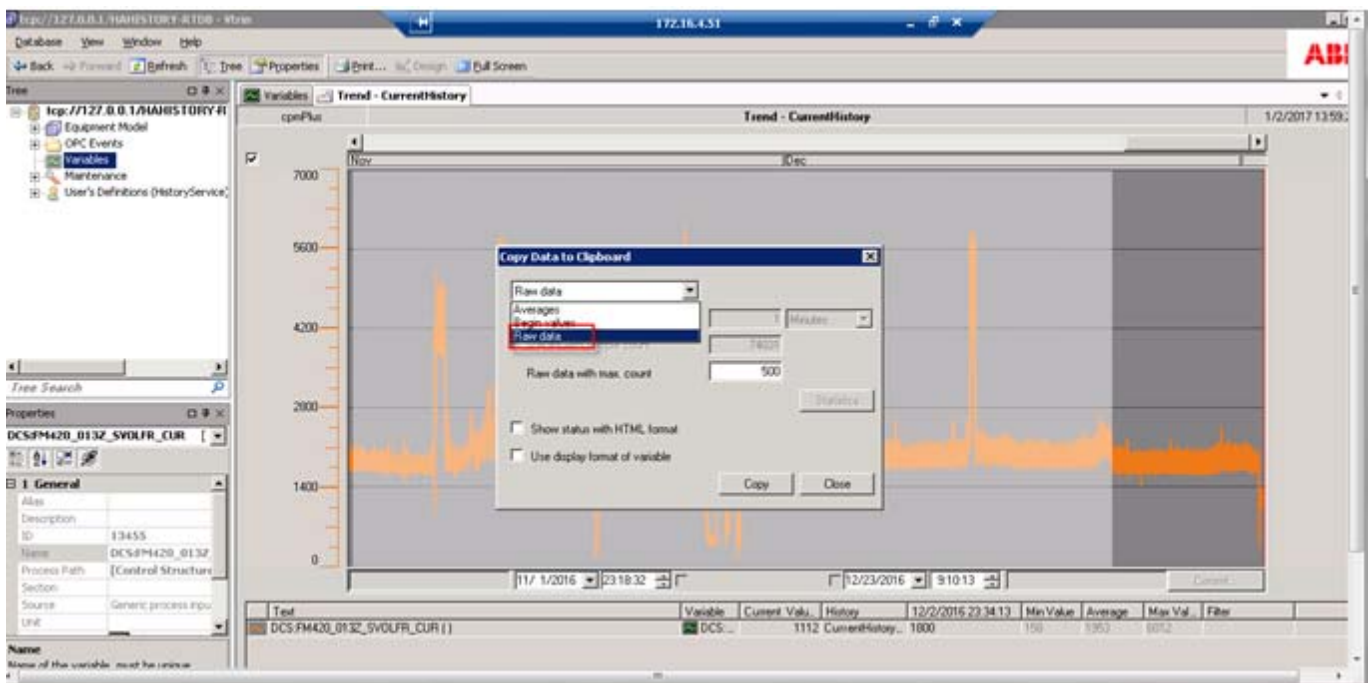 tcp://127.0.0.1/HAHISTORY-RTDB - Vtrin
172.16.4.51
Database View Window Help
Back Forward Refresh Tree Properties Print... Design Full Screen
ABB
Tree
Variables Trend - CurrentHistory
tcp://127.0.0.1/HAHISTORY-R
cpmPlus Trend - CurrentHistory 1/2/2017 13:59:
Equipment Model
OPC Events
Variables
Maintenance
User's Definitions (HistoryService)
Nov Dec
7000
5600
4200
2800
1400
0
Copy Data to Clipboard
Raw data
Averages
Begin values
Raw data
1 Minutes
74031
Raw data with max. count 500
Statistics
Show status with HTML format
Use display format of variable
Copy Close
Tree Search
Properties
DCS:FM420_013Z_SVOLFR_CUR [
1 General
Alias
Description
ID 13455
Name DCS:FM420_013Z
Process Path [Control Structure
Section
Source Generic process inpu
Unit
Name
Name of the variable, must be unique
11/ 1/2016 23:18:32 12/23/2016 9:10:13 Current
Text Variable Current Valu... History 12/2/2016 23:34:13 Min Value Average Max Val... Filter
DCS:FM420_013Z_SVOLFR_CUR ( ) DCS:... 1112 CurrentHistory... 1800 150 1953 6012